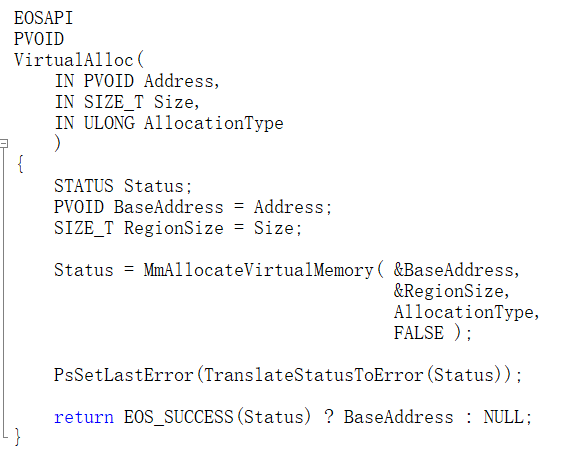 EOSAPI
PVOID
VirtualAlloc(
    IN PVOID Address,
    IN SIZE_T Size,
    IN ULONG AllocationType
    )
{
    STATUS Status;
    PVOID BaseAddress = Address;
    SIZE_T RegionSize = Size;
    Status = MmAllocateVirtualMemory( &BaseAddress,
                                      &RegionSize,
                                      AllocationType,
                                      FALSE );
    PsSetLastError(TranslateStatusToError(Status));
    return EOS_SUCCESS(Status) ? BaseAddress : NULL;
}